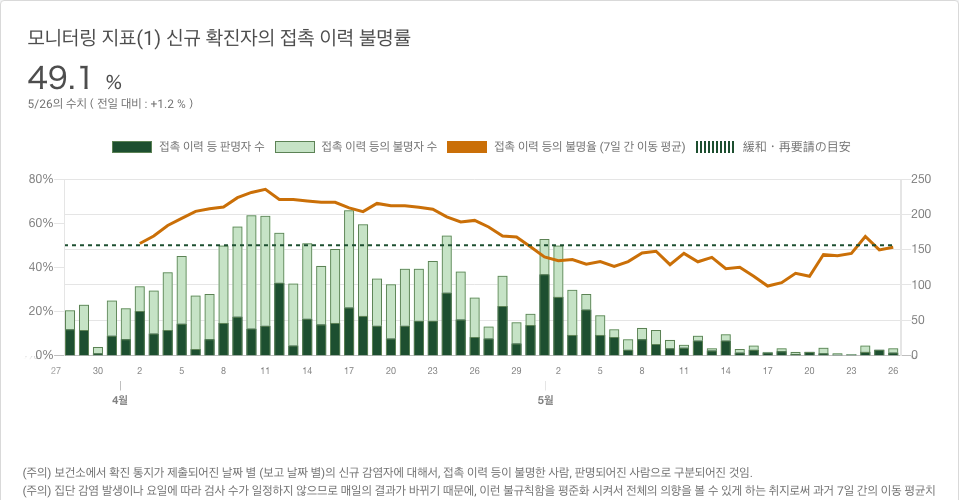 모니터링 지표(1) 신규 확진자의 접촉 이력 불명률
49.1 %
5/26의 수치 ( 전일 대비 : +1.2 % )
접촉 이력 등 판명자 수 접촉 이력 등의 불명자 수 접촉 이력 등의 불명율 (7일 간 이동 평균) 緩和・再要請の目安
80% 250
200
60%
150
40%
100
20%
50
0% 0
27 30 2 5 8 11 14 17 20 23 26 29 2 5 8 11 14 17 20 23 26
4월 5월
(주의) 보건소에서 확진 통지가 제출되어진 날짜 별 (보고 날짜 별)의 신규 감염자에 대해서, 접촉 이력 등이 불명한 사람, 판명되어진 사람으로 구분되어진 것임.
(주의) 집단 감염 발생이나 요일에 따라 검사 수가 일정하지 않으므로 매일의 결과가 바뀌기 때문에, 이런 불규칙함을 평준화 시켜서 전체의 의향을 볼 수 있게 하는 취지로써 과거 7일 간의 이동 평균치